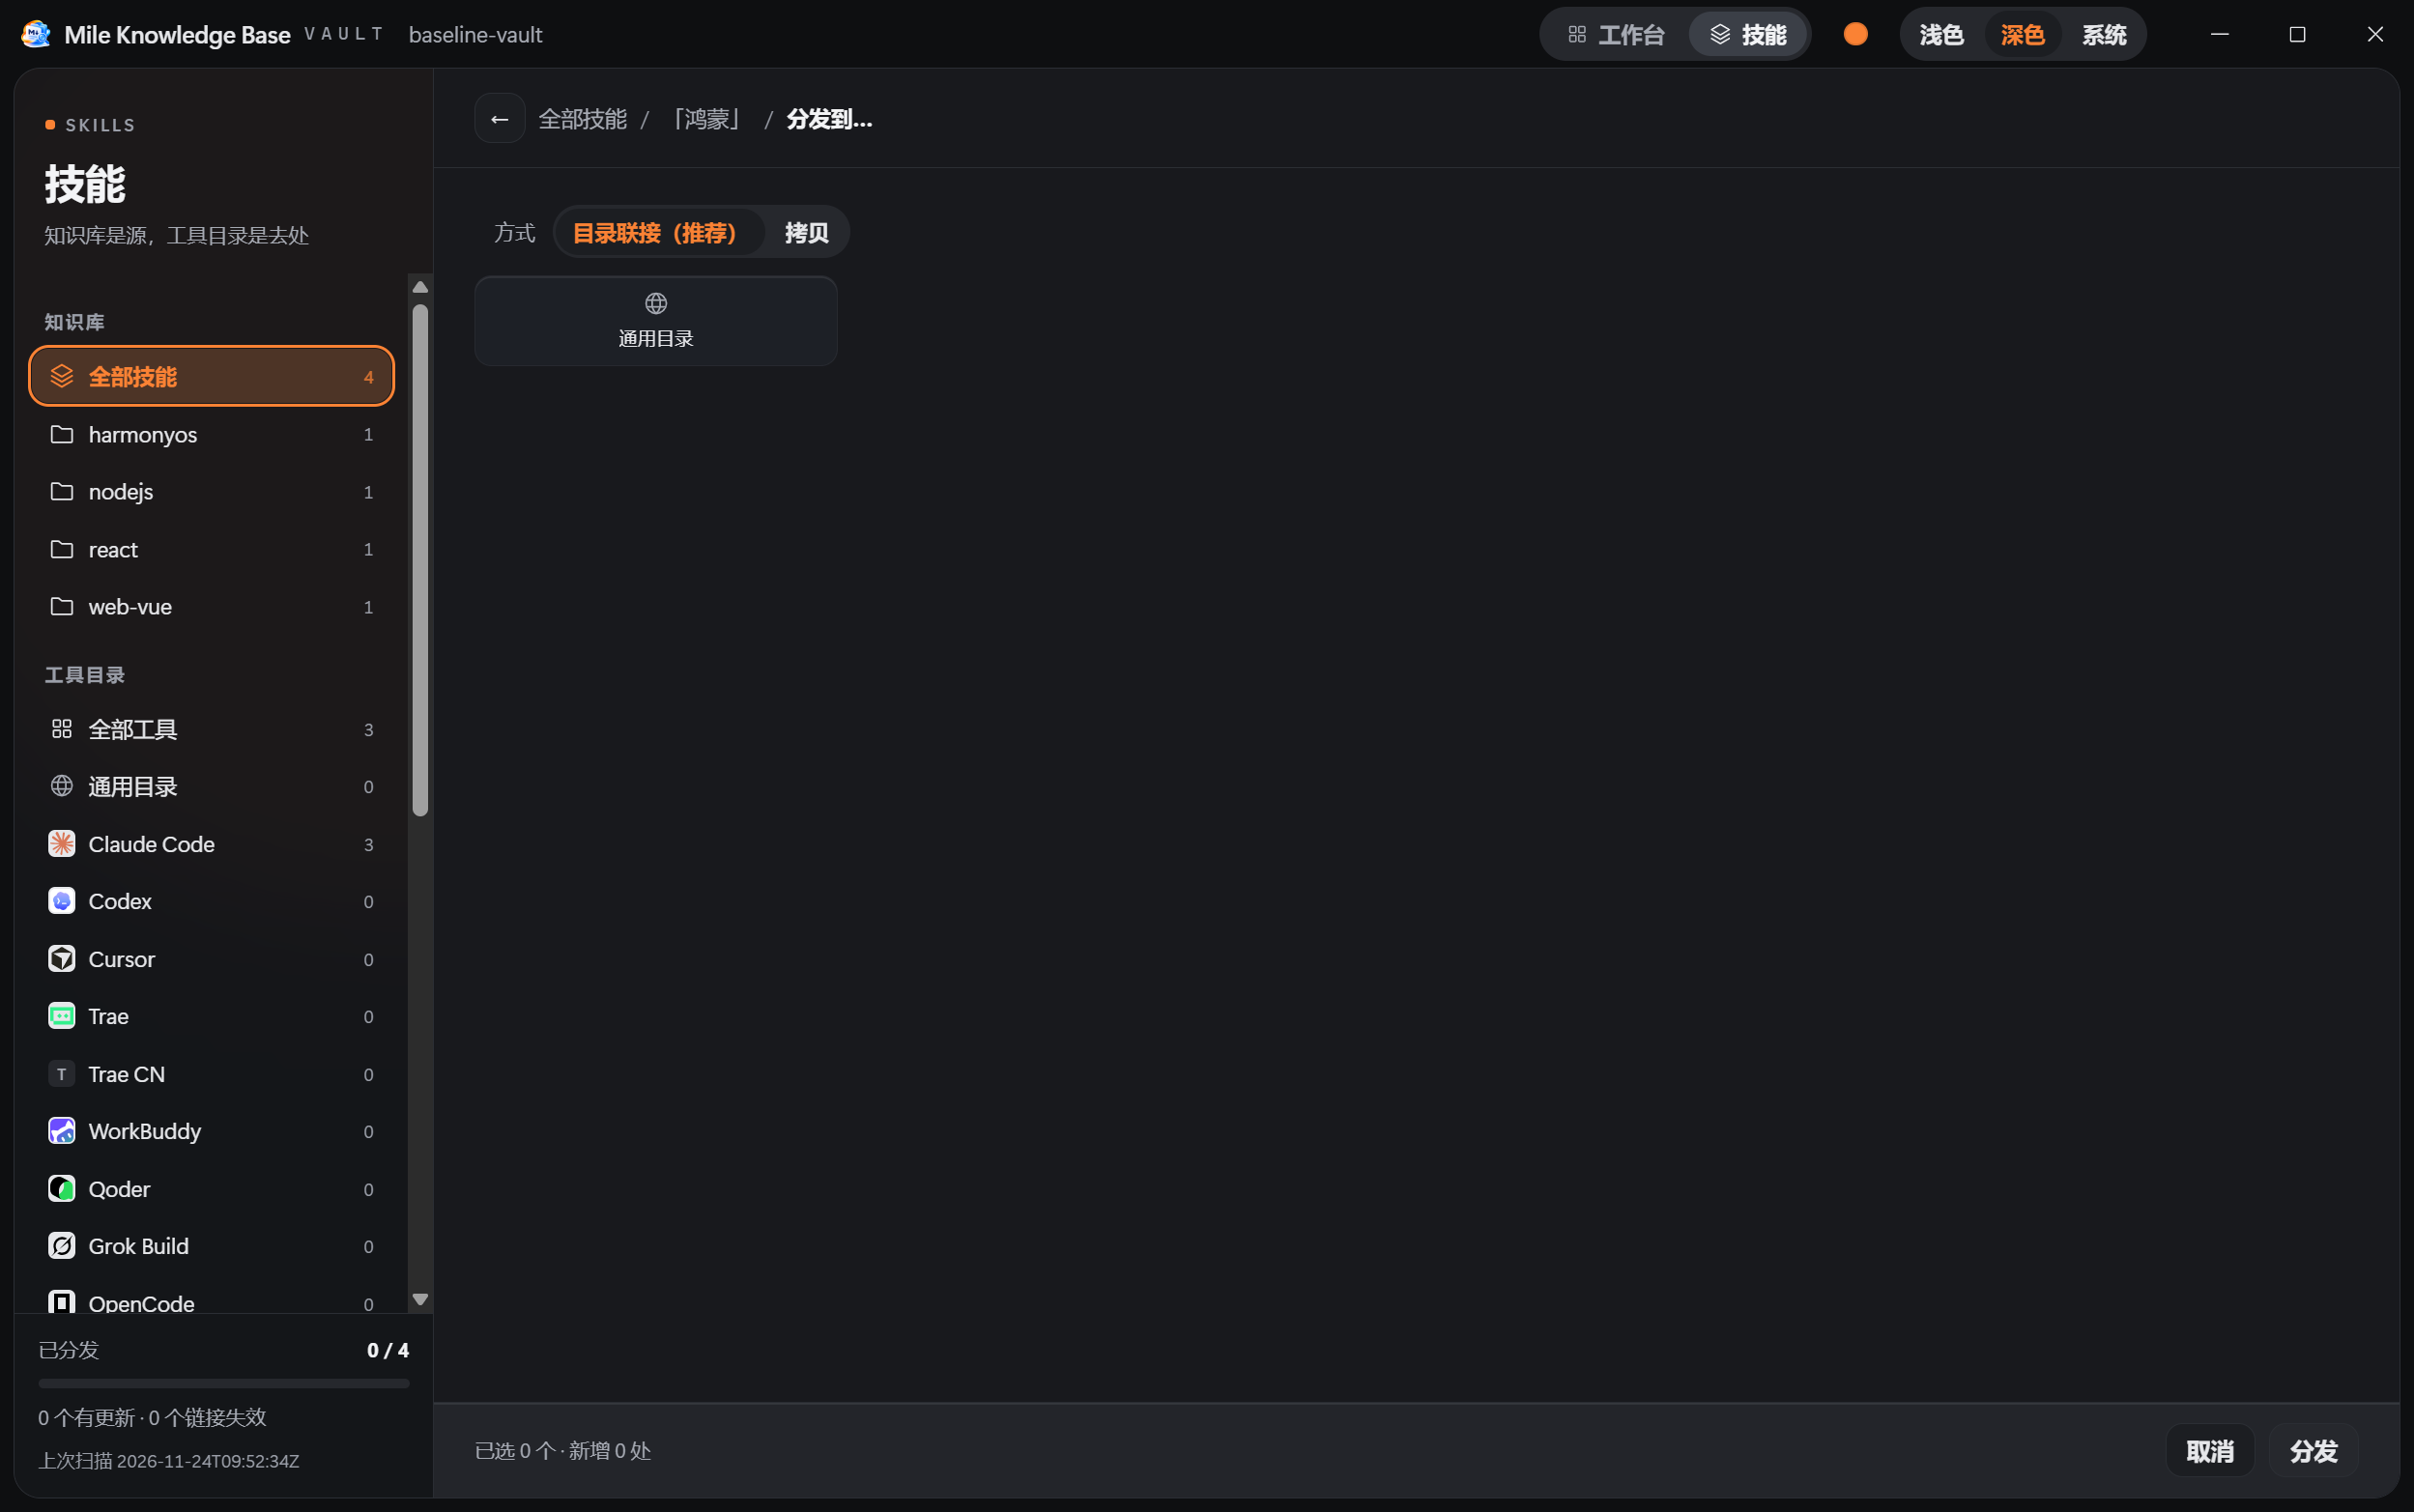 Mile Knowledge Base VAULT baseline-vault
工作台 技能 浅色 深色 系统
SKILLS
技能
知识库是源，工具目录是去处
知识库
全部技能 4
harmonyos 1
nodejs 1
react 1
web-vue 1
工具目录
全部工具 3
通用目录 0
Claude Code 3
Codex 0
Cursor 0
Trae 0
T Trae CN 0
WorkBuddy 0
Qoder 0
Grok Build 0
OpenCode 0
已分发 0 / 4
0 个有更新 · 0 个链接失效
上次扫描 2026-11-24T09:52:34Z
← 全部技能 / 「鸿蒙」 / 分发到...
方式 目录联接（推荐） 拷贝
通用目录
已选 0 个 · 新增 0 处
取消 分发